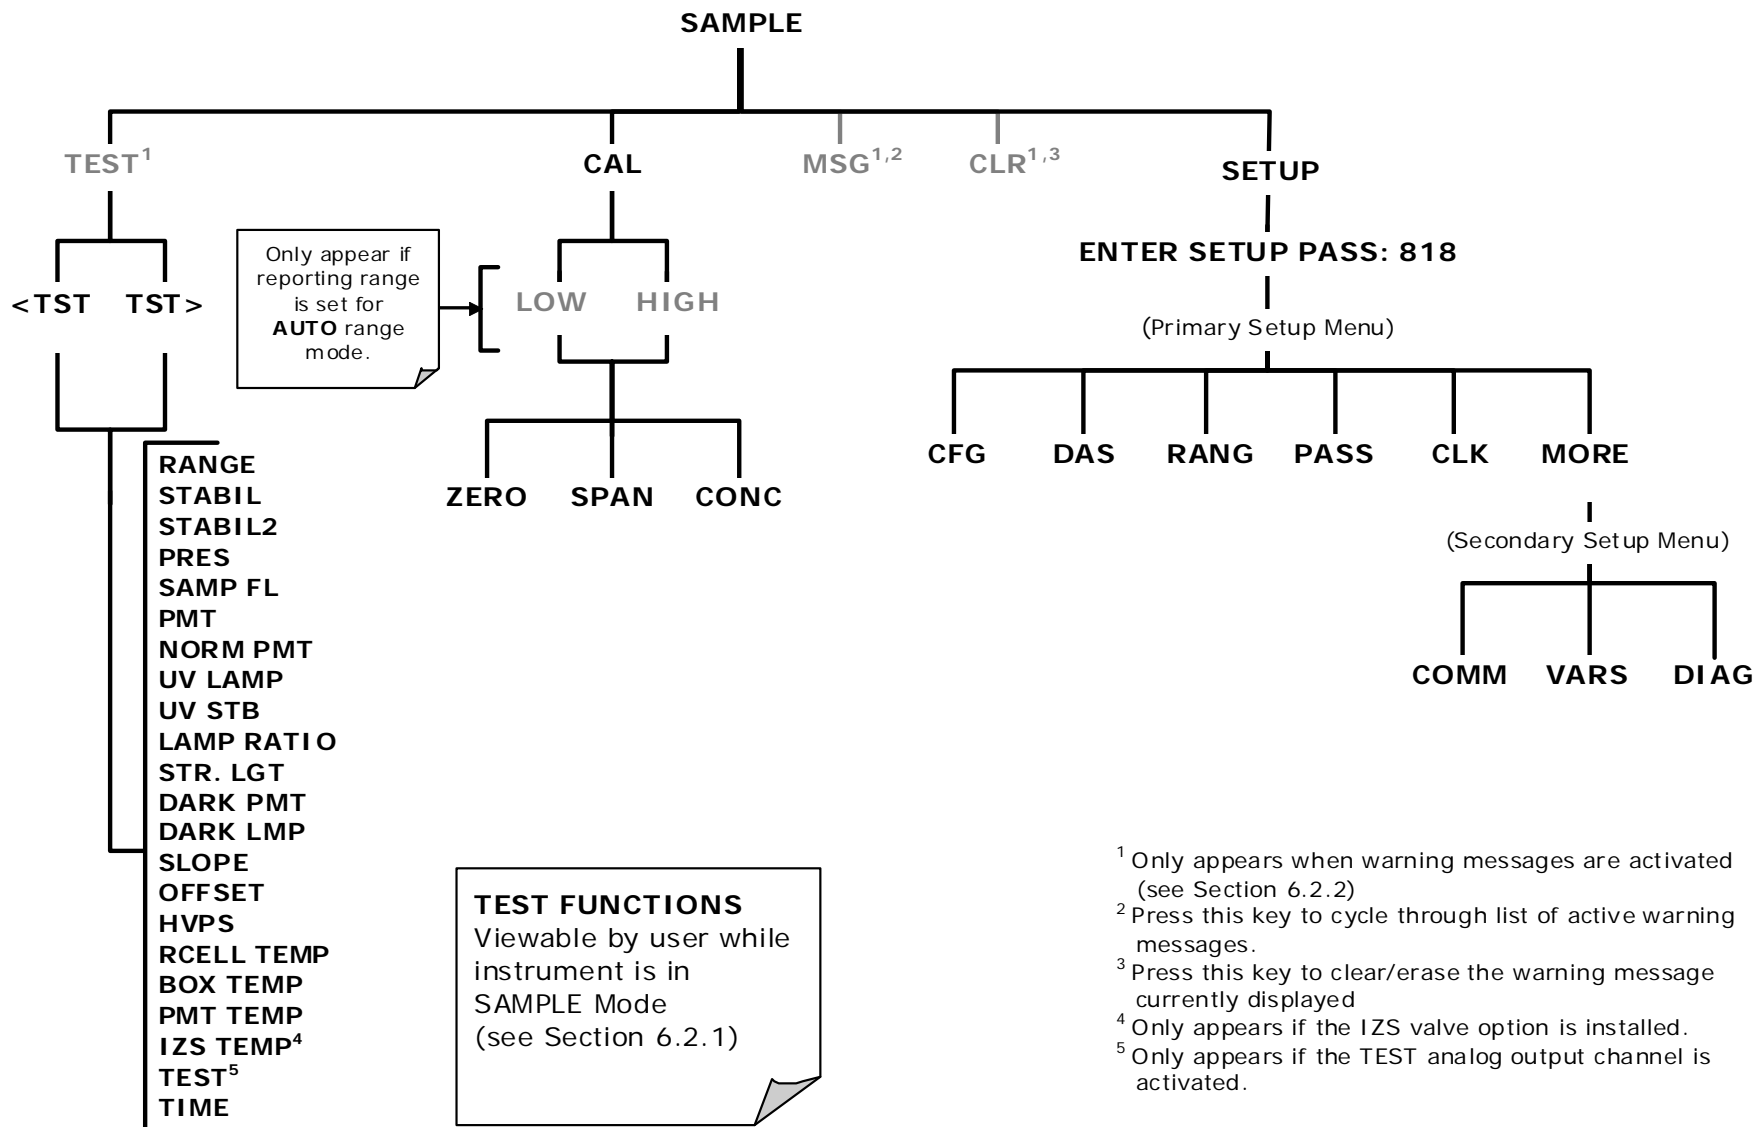 SAMPLE
TEST1
CAL
MSG1,2
CLR1,3
SETUP
<TST TST>
Only appear if
reporting range
is set for
AUTO range
mode.
LOW HIGH
ENTER SETUP PASS: 818
(Primary Setup Menu)
CFG DAS RANG PASS CLK MORE
ZERO SPAN CONC
(Secondary Setup Menu)
COMM VARS DIAG
RANGE
STABIL
STABIL2
PRES
SAMP FL
PMT
NORM PMT
UV LAMP
UV STB
LAMP RATIO
STR. LGT
DARK PMT
DARK LMP
SLOPE
OFFSET
HVPS
RCELL TEMP
BOX TEMP
PMT TEMP
IZS TEMP4
TEST5
TIME
TEST FUNCTIONS
Viewable by user while
instrument is in
SAMPLE Mode
(see Section 6.2.1)
1 Only appears when warning messages are activated
(see Section 6.2.2)
2 Press this key to cycle through list of active warning
messages.
3 Press this key to clear/erase the warning message
currently displayed
4 Only appears if the IZS valve option is installed.
5 Only appears if the TEST analog output channel is
activated.